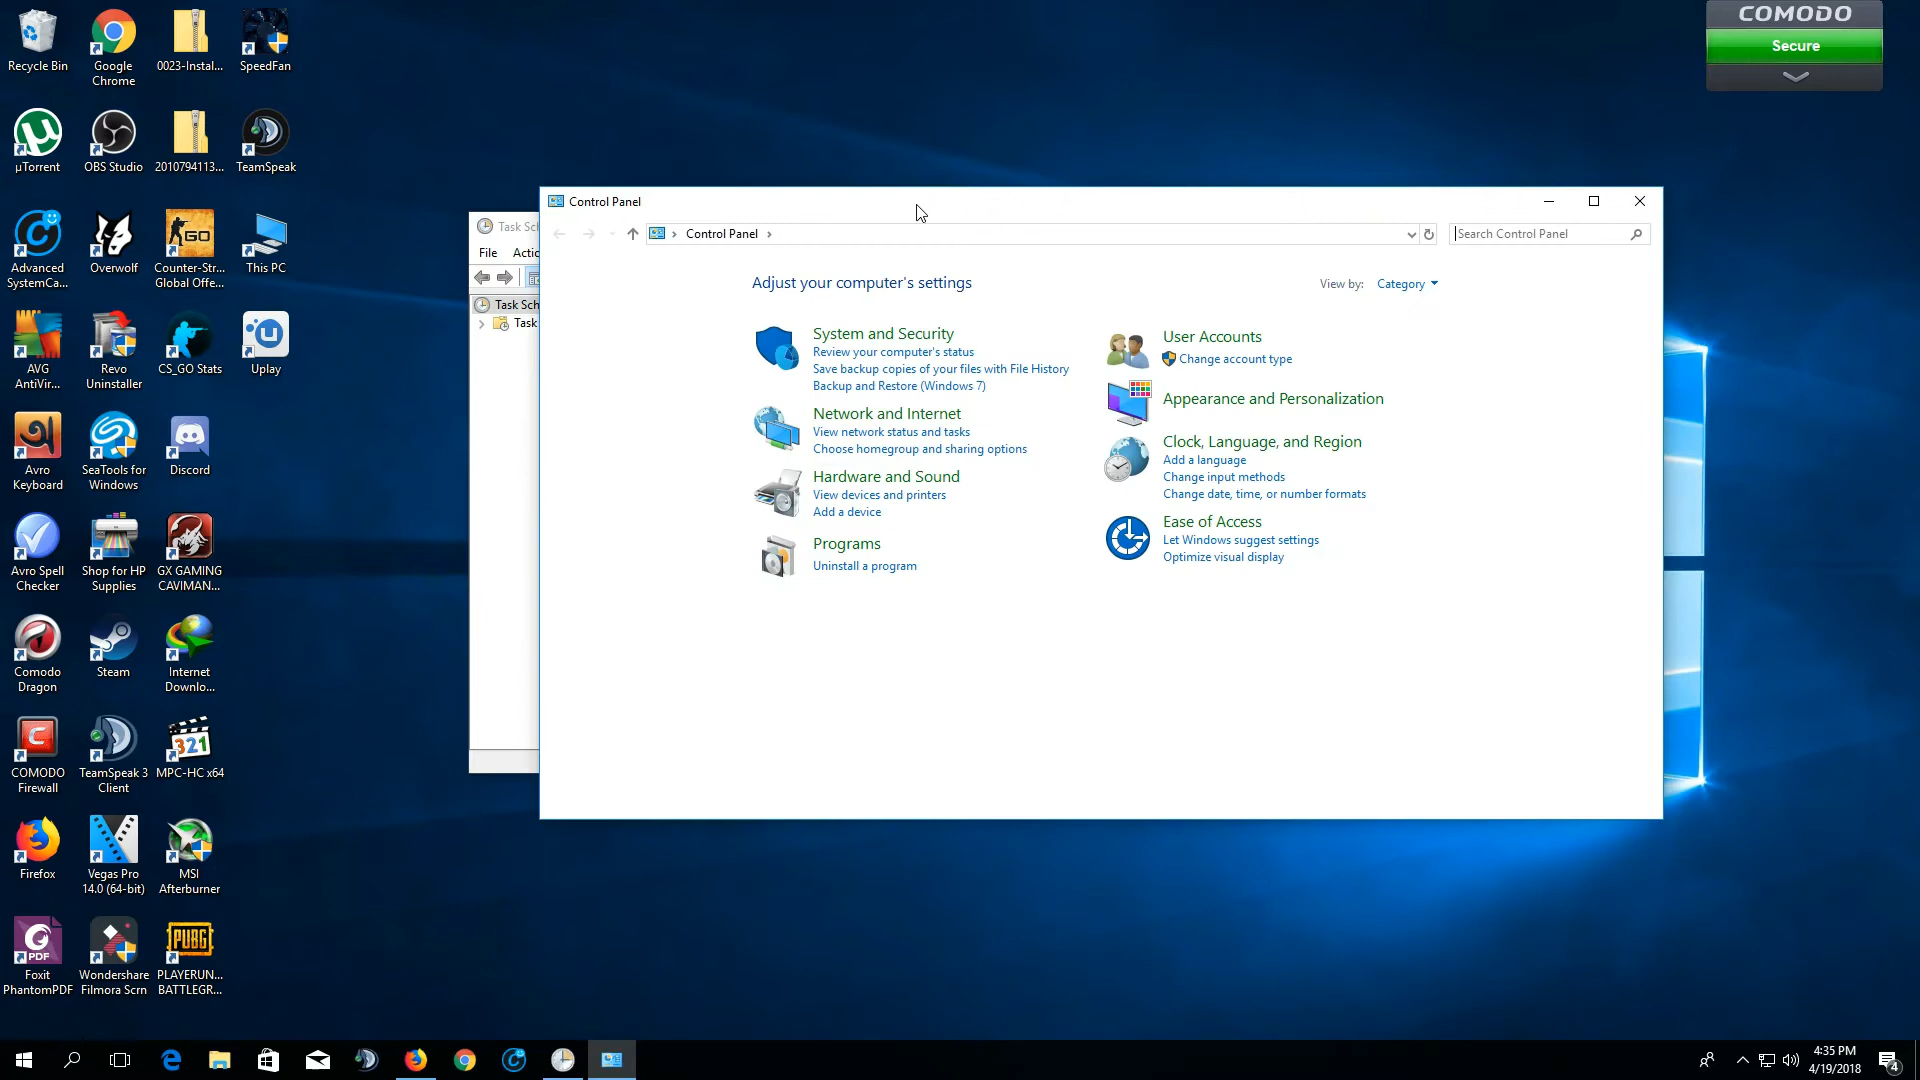 Recycle Bin
Google
Chrome
0023-Instal...
SpeedFan
µTorrent
OBS Studio
2010794113...
TeamSpeak
Advanced
SystemCa...
Overwolf
Counter-Str...
Global Offe...
This PC
AVG
AntiVir...
Revo
Uninstaller
CS_GO Stats
Uplay
Avro
Keyboard
SeaTools for
Windows
Discord
Avro Spell
Checker
Shop for HP
Supplies
GX GAMING
CAVIMAN...
Comodo
Dragon
Steam
Internet
Downlo...
COMODO
Firewall
TeamSpeak 3
Client
321
MPC-HC x64
Firefox
Vegas Pro
14.0 (64-bit)
MSI
Afterburner
PDF
Foxit
PhantomPDF
Wondershare
Filmora Scrn
PUBG
PLAYERUN...
BATTLEGR...
GO
COMODO
Secure
Task Sch
File Actio
Task Sch
Task
Control Panel
Control Panel
Search Control Panel
Adjust your computer's settings
View by: Category
System and Security
Review your computer's status
Save backup copies of your files with File History
Backup and Restore (Windows 7)
Network and Internet
View network status and tasks
Choose homegroup and sharing options
Hardware and Sound
View devices and printers
Add a device
Programs
Uninstall a program
User Accounts
Change account type
Appearance and Personalization
Clock, Language, and Region
Add a language
Change input methods
Change date, time, or number formats
Ease of Access
Let Windows suggest settings
Optimize visual display
4:35 PM
4/19/2018
4